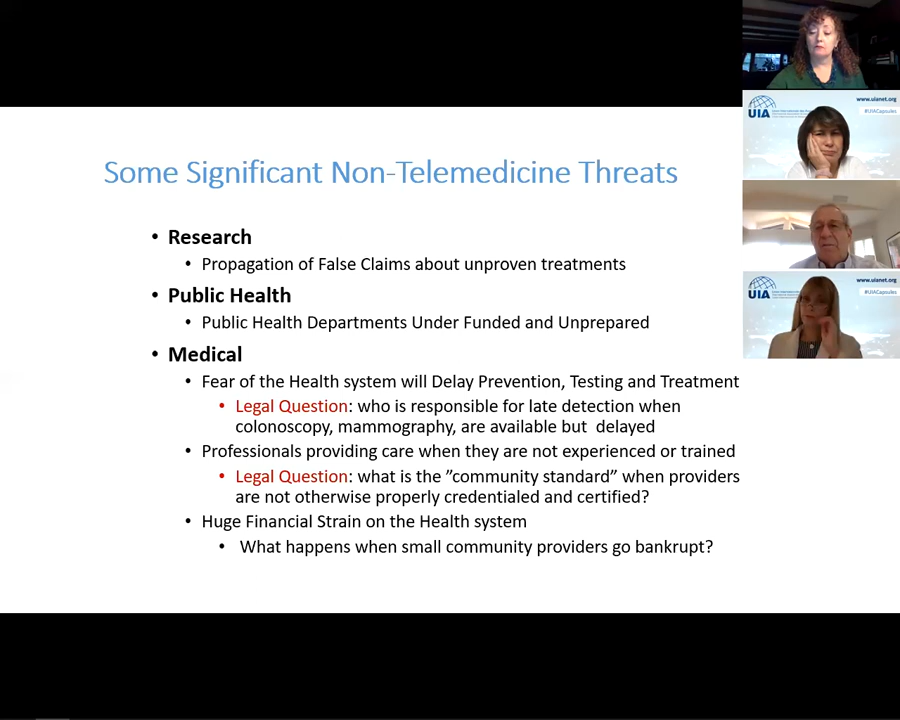 Some Significant Non-Telemedicine Threats
• Research
• Propagation of False Claims about unproven treatments
• Public Health
• Public Health Departments Under Funded and Unprepared
• Medical
• Fear of the Health system will Delay Prevention, Testing and Treatment
• Legal Question: who is responsible for late detection when
colonoscopy, mammography, are available but delayed
• Professionals providing care when they are not experienced or trained
• Legal Question: what is the ”community standard” when providers
are not otherwise properly credentialed and certified?
• Huge Financial Strain on the Health system
• What happens when small community providers go bankrupt?
UIA
www.uianet.org
#UIACapsules
UIA
www.uianet.org
#UIACapsules